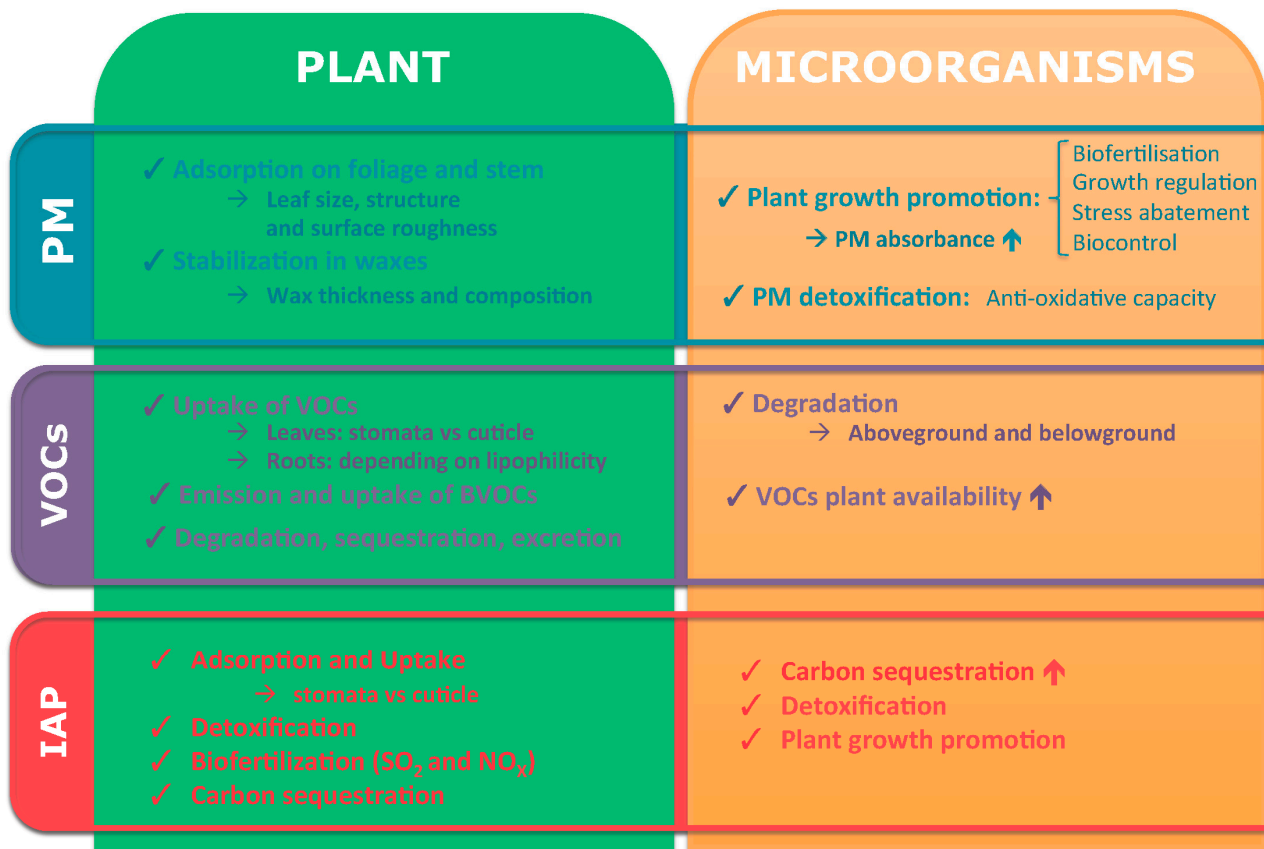 PLANT
MICROORGANISMS
PM
✓ Adsorption on foliage and stem
→ Leaf size, structure
and surface roughness
✓ Stabilization in waxes
→ Wax thickness and composition
✓ Plant growth promotion:
Biofertilisation
Growth regulation
Stress abatement
Biocontrol
→ PM absorbance ↑
✓ PM detoxification: Anti-oxidative capacity
VOCs
✓ Uptake of VOCs
→ Leaves: stomata vs cuticle
→ Roots: depending on lipophilicity
✓ Emission and uptake of BVOCs
✓ Degradation, sequestration, excretion
✓ Degradation
→ Aboveground and belowground
✓ VOCs plant availability ↑
IAP
✓ Adsorption and Uptake
→ stomata vs cuticle
✓ Detoxification
✓ Biofertilization (SO₂ and NOₓ)
✓ Carbon sequestration
✓ Carbon sequestration ↑
✓ Detoxification
✓ Plant growth promotion